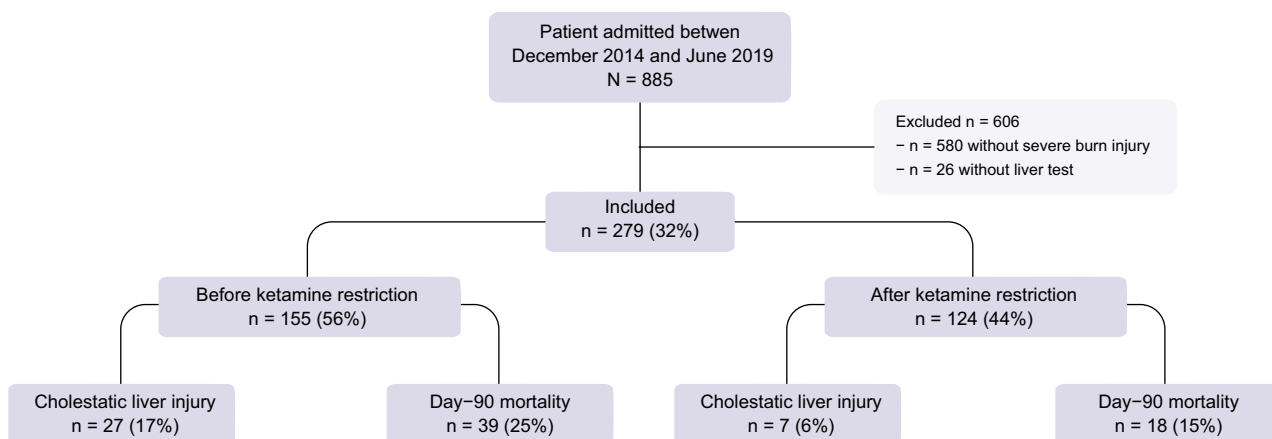 Patient admitted betwen
December 2014 and June 2019
N = 885
Excluded n = 606
− n = 580 without severe burn injury
− n = 26 without liver test
Included
n = 279 (32%)
Before ketamine restriction
n = 155 (56%)
After ketamine restriction
n = 124 (44%)
Cholestatic liver injury
n = 27 (17%)
Day−90 mortality
n = 39 (25%)
Cholestatic liver injury
n = 7 (6%)
Day−90 mortality
n = 18 (15%)